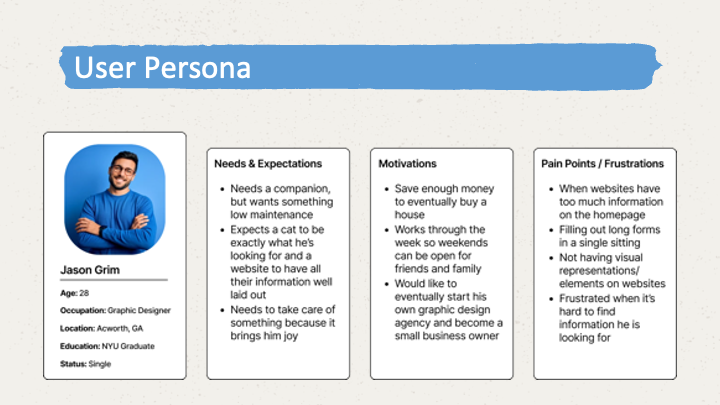 User Persona
Jason Grim
Age: 28
Occupation: Graphic Designer
Location: Acworth, GA
Education: NYU Graduate
Status: Single
Needs & Expectations
• Needs a companion,
but wants something
low maintenance
• Expects a cat to be
exactly what he's
looking for and a
website to have all
their information well
laid out
• Needs to take care of
something because it
brings him joy
Motivations
• Save enough money
to eventually buy a
house
• Works through the
week so weekends
can be open for
friends and family
• Would like to
eventually start his
own graphic design
agency and become a
small business owner
Pain Points / Frustrations
• When websites have
too much information
on the homepage
• Filling out long forms
in a single sitting
• Not having visual
representations/
elements on websites
• Frustrated when it's
hard to find
information he is
looking for